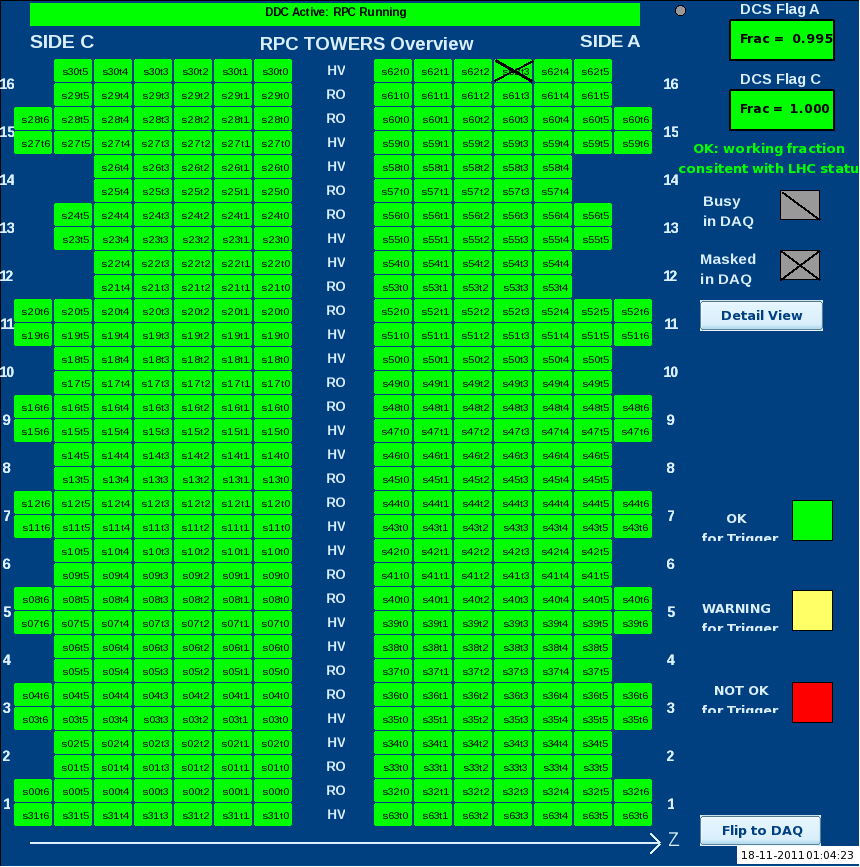 DDC Active: RPC Running
SIDE C RPC TOWERS Overview SIDE A
s30t5 s30t4 s30t3 s30t2 s30t1 s30t0 HV s62t0 s62t1 s62t2 s62t4 s62t5
16 16
s29t5 s29t4 s29t3 s29t2 s29t1 s29t0 RO s61t0 s61t1 s61t2 s61t3 s61t4 s61t5
s28t6 s28t5 s28t4 s28t3 s28t2 s28t1 s28t0 RO s60t0 s60t1 s60t2 s60t3 s60t4 s60t5 s60t6
15 15
s27t6 s27t5 s27t4 s27t3 s27t2 s27t1 s27t0 HV s59t0 s59t1 s59t2 s59t3 s59t4 s59t5 s59t6
s26t4 s26t3 s26t2 s26t1 s26t0 HV s58t0 s58t1 s58t2 s58t3 s58t4
14 14
s25t4 s25t3 s25t2 s25t1 s25t0 RO s57t0 s57t1 s57t2 s57t3 s57t4
s24t5 s24t4 s24t3 s24t2 s24t1 s24t0 RO s56t0 s56t1 s56t2 s56t3 s56t4 s56t5
13 13
s23t5 s23t4 s23t3 s23t2 s23t1 s23t0 HV s55t0 s55t1 s55t2 s55t3 s55t4 s55t5
s22t4 s22t3 s22t2 s22t1 s22t0 HV s54t0 s54t1 s54t2 s54t3 s54t4
12 12
s21t4 s21t3 s21t2 s21t1 s21t0 RO s53t0 s53t1 s53t2 s53t3 s53t4
s20t6 s20t5 s20t4 s20t3 s20t2 s20t1 s20t0 RO s52t0 s52t1 s52t2 s52t3 s52t4 s52t5 s52t6
11 11
s19t6 s19t5 s19t4 s19t3 s19t2 s19t1 s19t0 HV s51t0 s51t1 s51t2 s51t3 s51t4 s51t5 s51t6
s18t5 s18t4 s18t3 s18t2 s18t1 s18t0 HV s50t0 s50t1 s50t2 s50t3 s50t4 s50t5
10 10
s17t5 s17t4 s17t3 s17t2 s17t1 s17t0 RO s49t0 s49t1 s49t2 s49t3 s49t4 s49t5
s16t6 s16t5 s16t4 s16t3 s16t2 s16t1 s16t0 RO s48t0 s48t1 s48t2 s48t3 s48t4 s48t5 s48t6
9 9
s15t6 s15t5 s15t4 s15t3 s15t2 s15t1 s15t0 HV s47t0 s47t1 s47t2 s47t3 s47t4 s47t5 s47t6
s14t5 s14t4 s14t3 s14t2 s14t1 s14t0 HV s46t0 s46t1 s46t2 s46t3 s46t4 s46t5
8 8
s13t5 s13t4 s13t3 s13t2 s13t1 s13t0 RO s45t0 s45t1 s45t2 s45t3 s45t4 s45t5
s12t6 s12t5 s12t4 s12t3 s12t2 s12t1 s12t0 RO s44t0 s44t1 s44t2 s44t3 s44t4 s44t5 s44t6
7 7
s11t6 s11t5 s11t4 s11t3 s11t2 s11t1 s11t0 HV s43t0 s43t1 s43t2 s43t3 s43t4 s43t5 s43t6
s10t5 s10t4 s10t3 s10t2 s10t1 s10t0 HV s42t0 s42t1 s42t2 s42t3 s42t4 s42t5
6 6
s09t5 s09t4 s09t3 s09t2 s09t1 s09t0 RO s41t0 s41t1 s41t2 s41t3 s41t4 s41t5
s08t6 s08t5 s08t4 s08t3 s08t2 s08t1 s08t0 RO s40t0 s40t1 s40t2 s40t3 s40t4 s40t5 s40t6
5 5
s07t6 s07t5 s07t4 s07t3 s07t2 s07t1 s07t0 HV s39t0 s39t1 s39t2 s39t3 s39t4 s39t5 s39t6
s06t5 s06t4 s06t3 s06t2 s06t1 s06t0 HV s38t0 s38t1 s38t2 s38t3 s38t4 s38t5
4 4
s05t5 s05t4 s05t3 s05t2 s05t1 s05t0 RO s37t0 s37t1 s37t2 s37t3 s37t4 s37t5
s04t6 s04t5 s04t4 s04t3 s04t2 s04t1 s04t0 RO s36t0 s36t1 s36t2 s36t3 s36t4 s36t5 s36t6
3 3
s03t6 s03t5 s03t4 s03t3 s03t2 s03t1 s03t0 HV s35t0 s35t1 s35t2 s35t3 s35t4 s35t5 s35t6
s02t5 s02t4 s02t3 s02t2 s02t1 s02t0 HV s34t0 s34t1 s34t2 s34t3 s34t4 s34t5
2 2
s01t5 s01t4 s01t3 s01t2 s01t1 s01t0 RO s33t0 s33t1 s33t2 s33t3 s33t4 s33t5
s00t6 s00t5 s00t4 s00t3 s00t2 s00t1 s00t0 RO s32t0 s32t1 s32t2 s32t3 s32t4 s32t5 s32t6
1 1
s31t6 s31t5 s31t4 s31t3 s31t2 s31t1 s31t0 HV s63t0 s63t1 s63t2 s63t3 s63t4 s63t5 s63t6
Z
DCS Flag A
Frac = 0.995
DCS Flag C
Frac = 1.000
OK: working fraction
consitent with LHC statu
Busy
in DAQ
Masked
in DAQ
Detail View
OK
for Trigger
WARNING
for Trigger
NOT OK
for Trigger
Flip to DAQ
18-11-2011 01:04:23